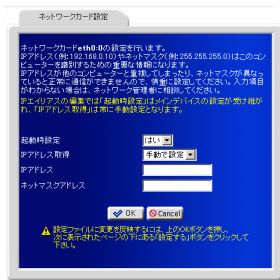 ネットワークカード設定
ネットワークカードeth0:0の設定を行います。
IPアドレス(例:192.168.0.10)やネットマスク(例:255.255.255.0)はこのコン
ピューターを識別するための重要な情報になります。
IPアドレスが他のコンピューターと重複してしまったり、ネットマスクが異なっ
ていると正常に通信ができませんので、慎重に設定してください。入力項目
がわからない場合は、ネットワーク管理者に相談してください。
IPエイリアスの編集では「起動時設定」はメインデバイスの設定が受け継が
れ、「IPアドレス取得」は常に手動設定となります。
起動時設定 はい
IPアドレス取得 手動で設定
IPアドレス
ネットマスクアドレス
OK Cancel
設定ファイルに変更を反映するには、上のOKボタンを押し、
次に表示されたページの下にある「設定する」ボタンをクリックして
下さい。